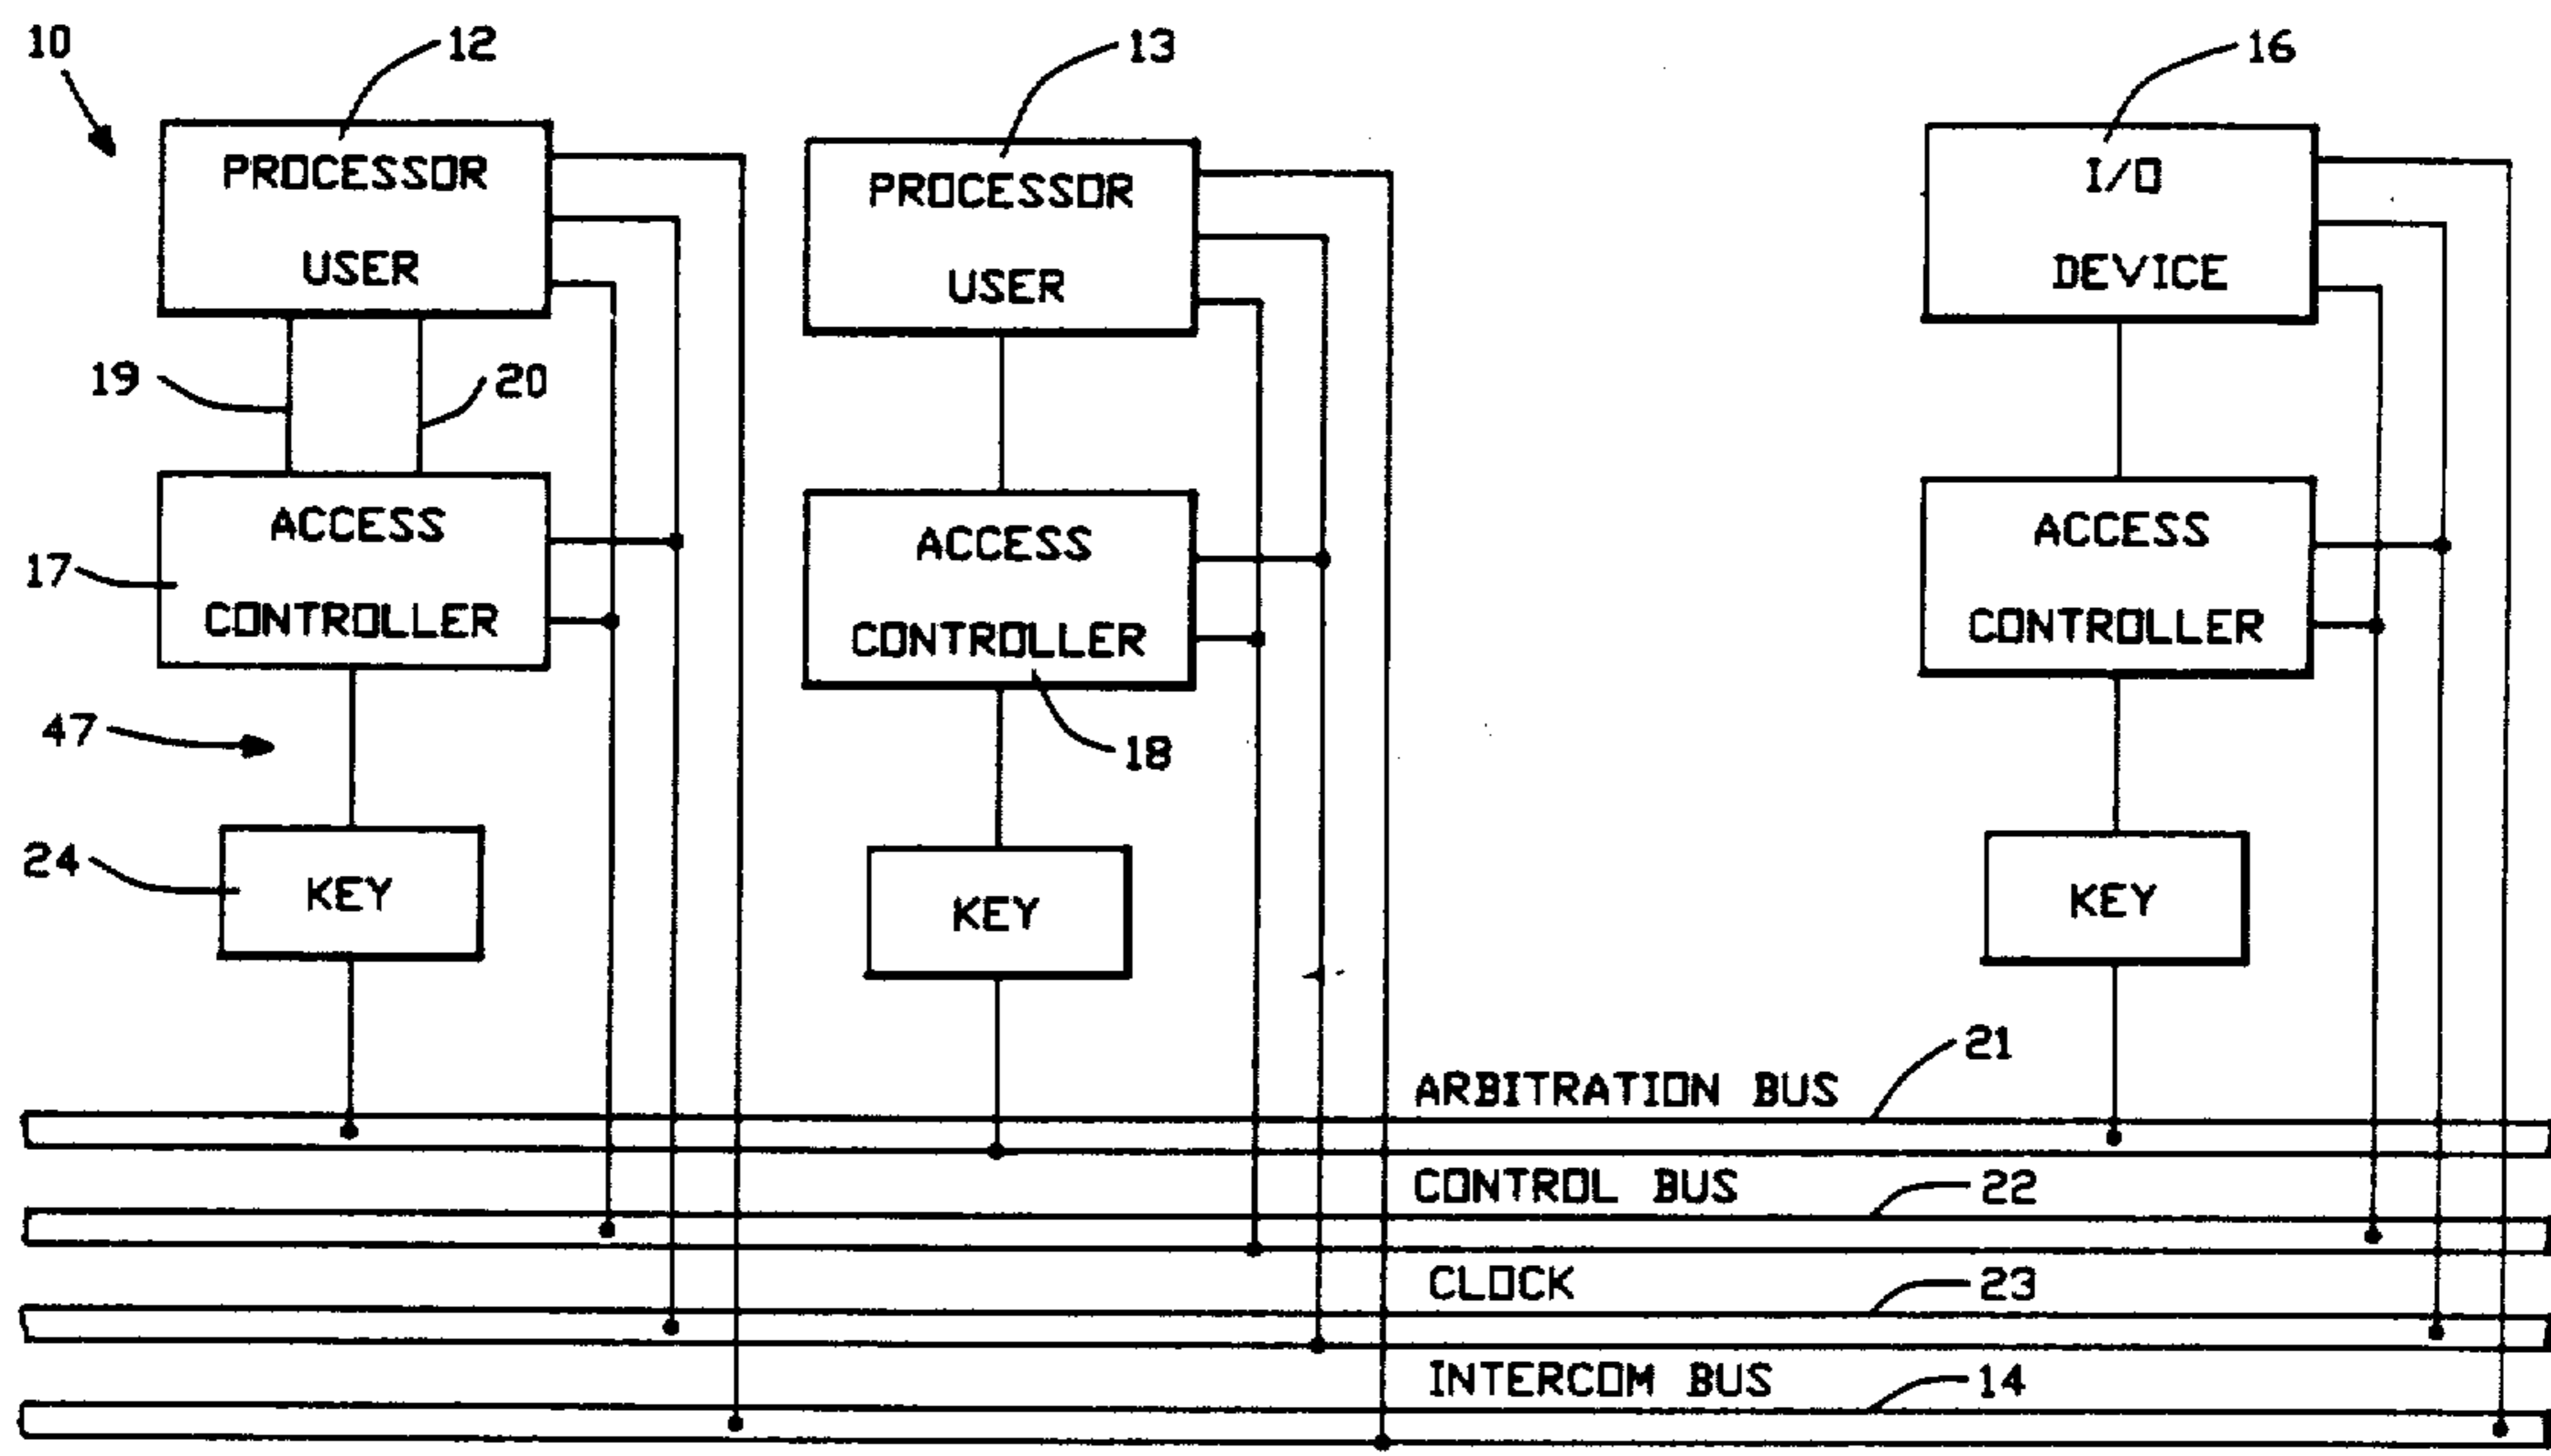 10
12
13
16
PROCESSOR
USER
PROCESSOR
USER
I/O
DEVICE
19
20
17
ACCESS
CONTROLLER
ACCESS
CONTROLLER
18
ACCESS
CONTROLLER
47
24
KEY
KEY
KEY
21
ARBITRATION BUS
CONTROL BUS
22
CLOCK
23
INTERCOM BUS
14